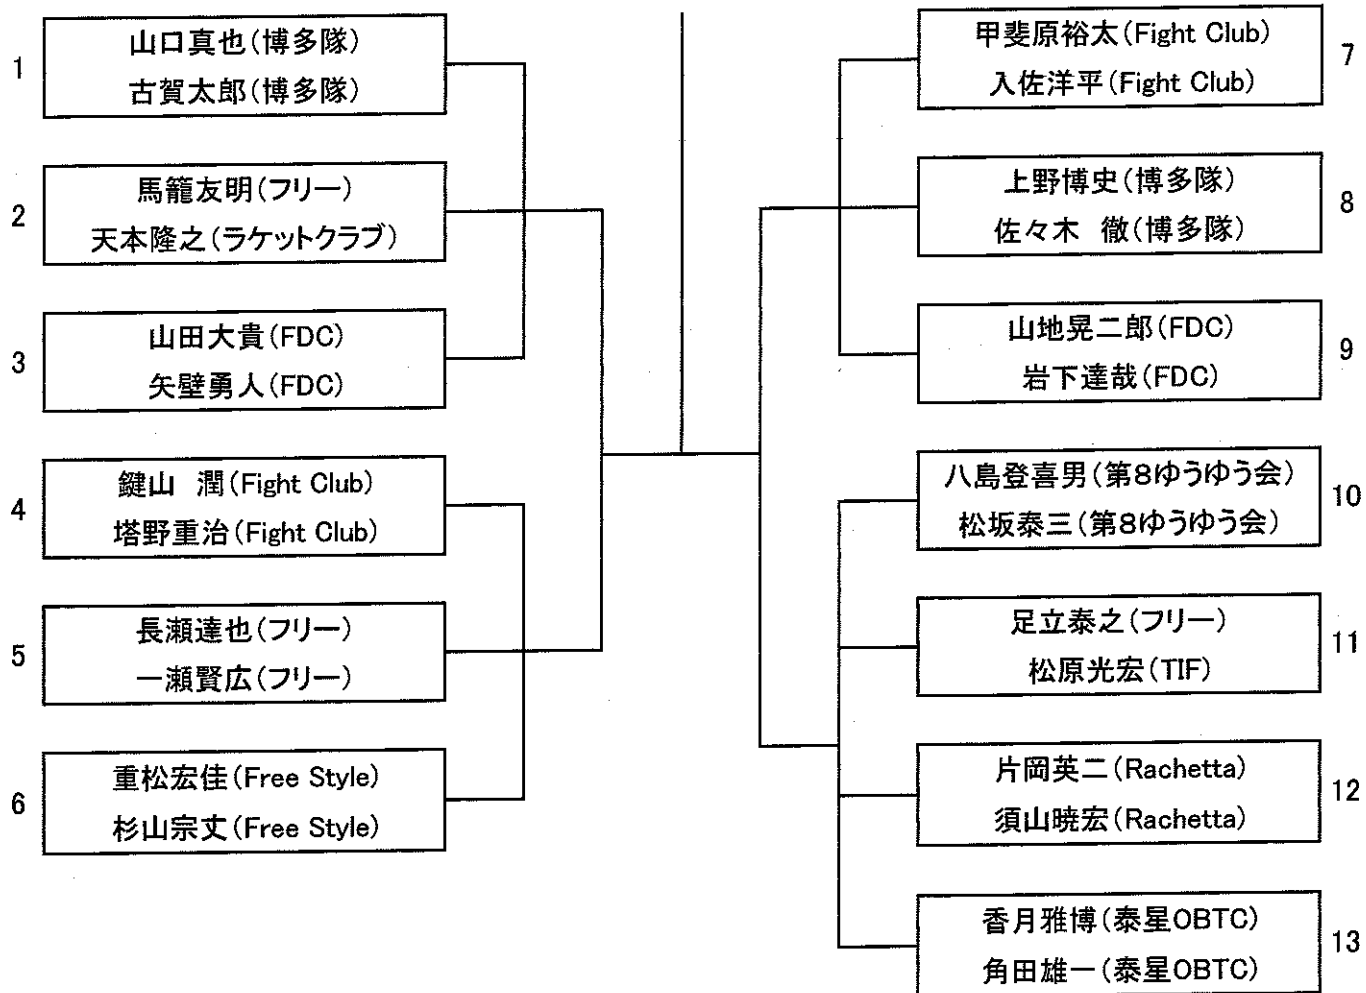 1
山口真也(博多隊)
古賀太郎(博多隊)
2
馬籠友明(フリー)
天本隆之(ラケットクラブ)
3
山田大貴(FDC)
矢壁勇人(FDC)
4
鍵山　潤(Fight Club)
塔野重治(Fight Club)
5
長瀬達也(フリー)
一瀬賢広(フリー)
6
重松宏佳(Free Style)
杉山宗丈(Free Style)
甲斐原裕太(Fight Club)
入佐洋平(Fight Club)
7
上野博史(博多隊)
佐々木　徹(博多隊)
8
山地晃二郎(FDC)
岩下達哉(FDC)
9
八島登喜男(第8ゆうゆう会)
松坂泰三(第8ゆうゆう会)
10
足立泰之(フリー)
松原光宏(TIF)
11
片岡英二(Rachetta)
須山暁宏(Rachetta)
12
香月雅博(泰星OBTC)
角田雄一(泰星OBTC)
13